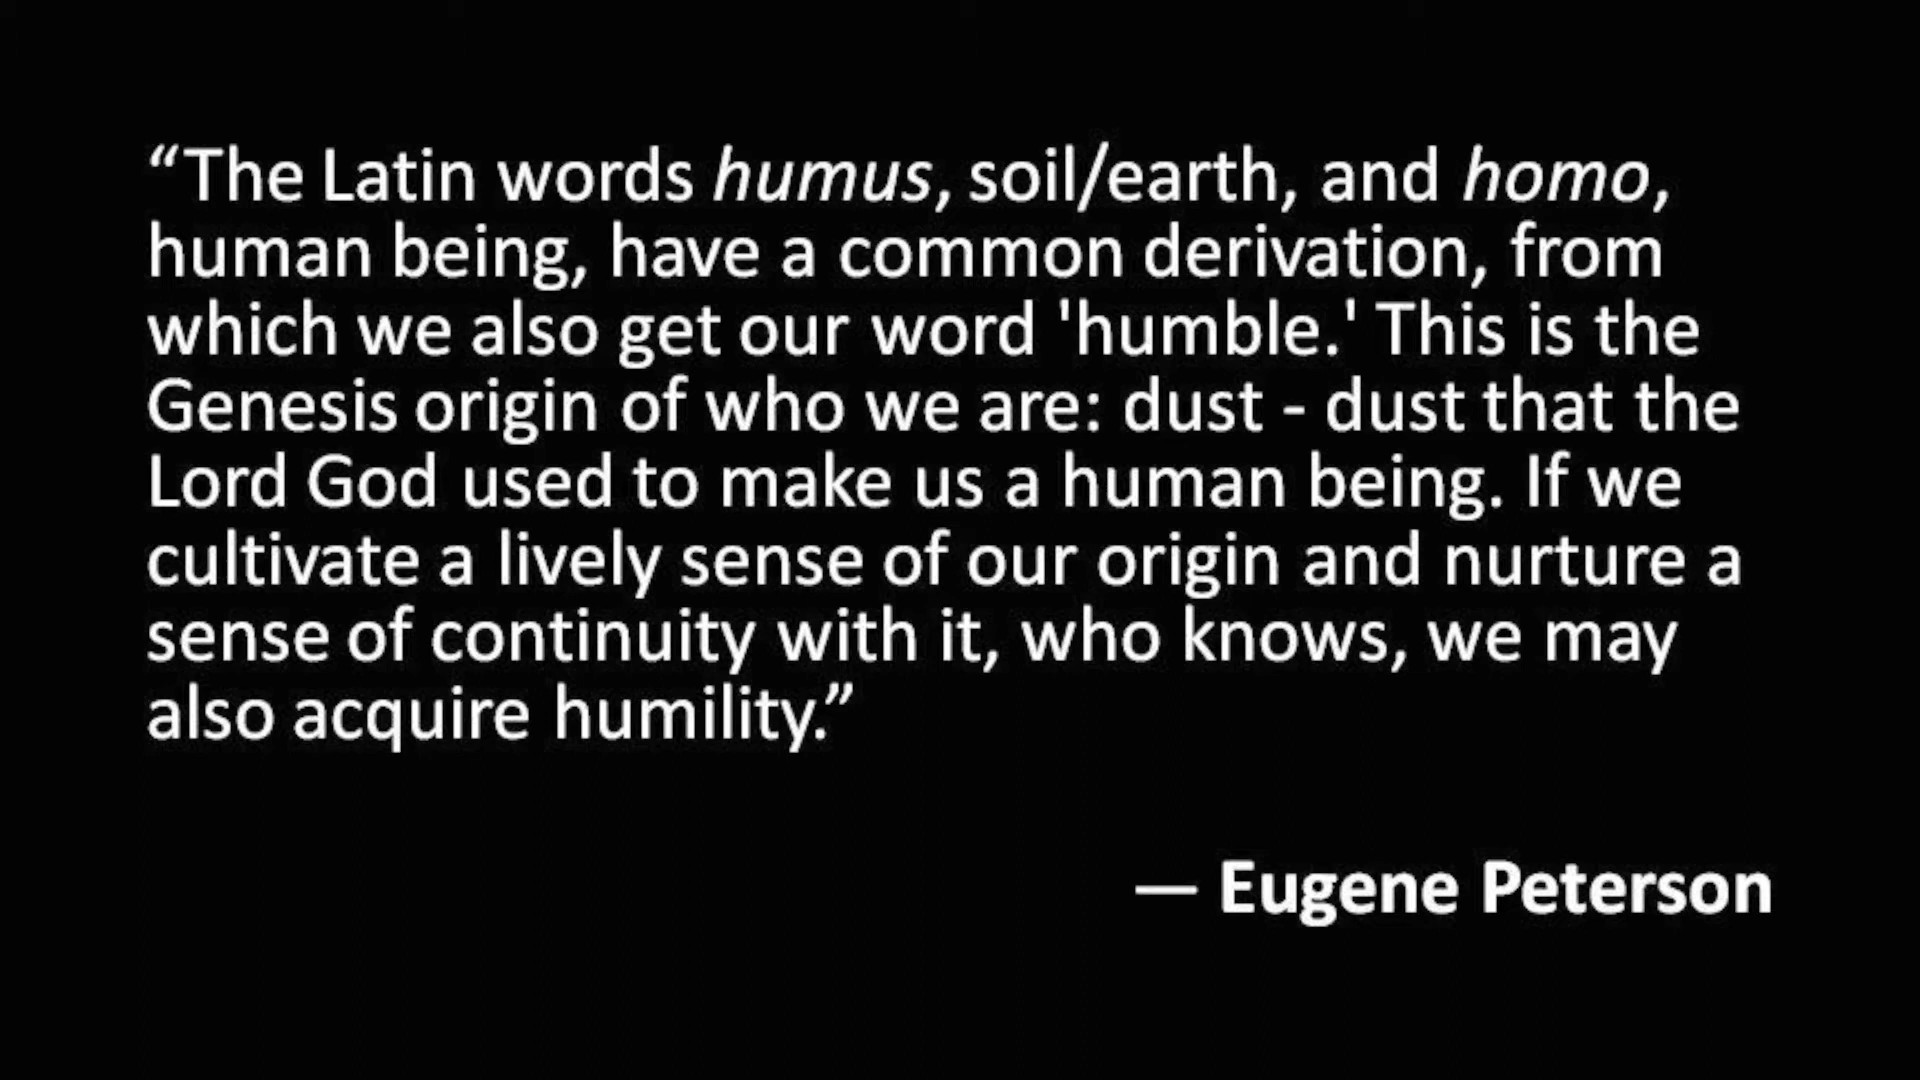 “The Latin words humus, soil/earth, and homo,
human being, have a common derivation, from
which we also get our word 'humble.' This is the
Genesis origin of who we are: dust - dust that the
Lord God used to make us a human being. If we
cultivate a lively sense of our origin and nurture a
sense of continuity with it, who knows, we may
also acquire humility.”
— Eugene Peterson